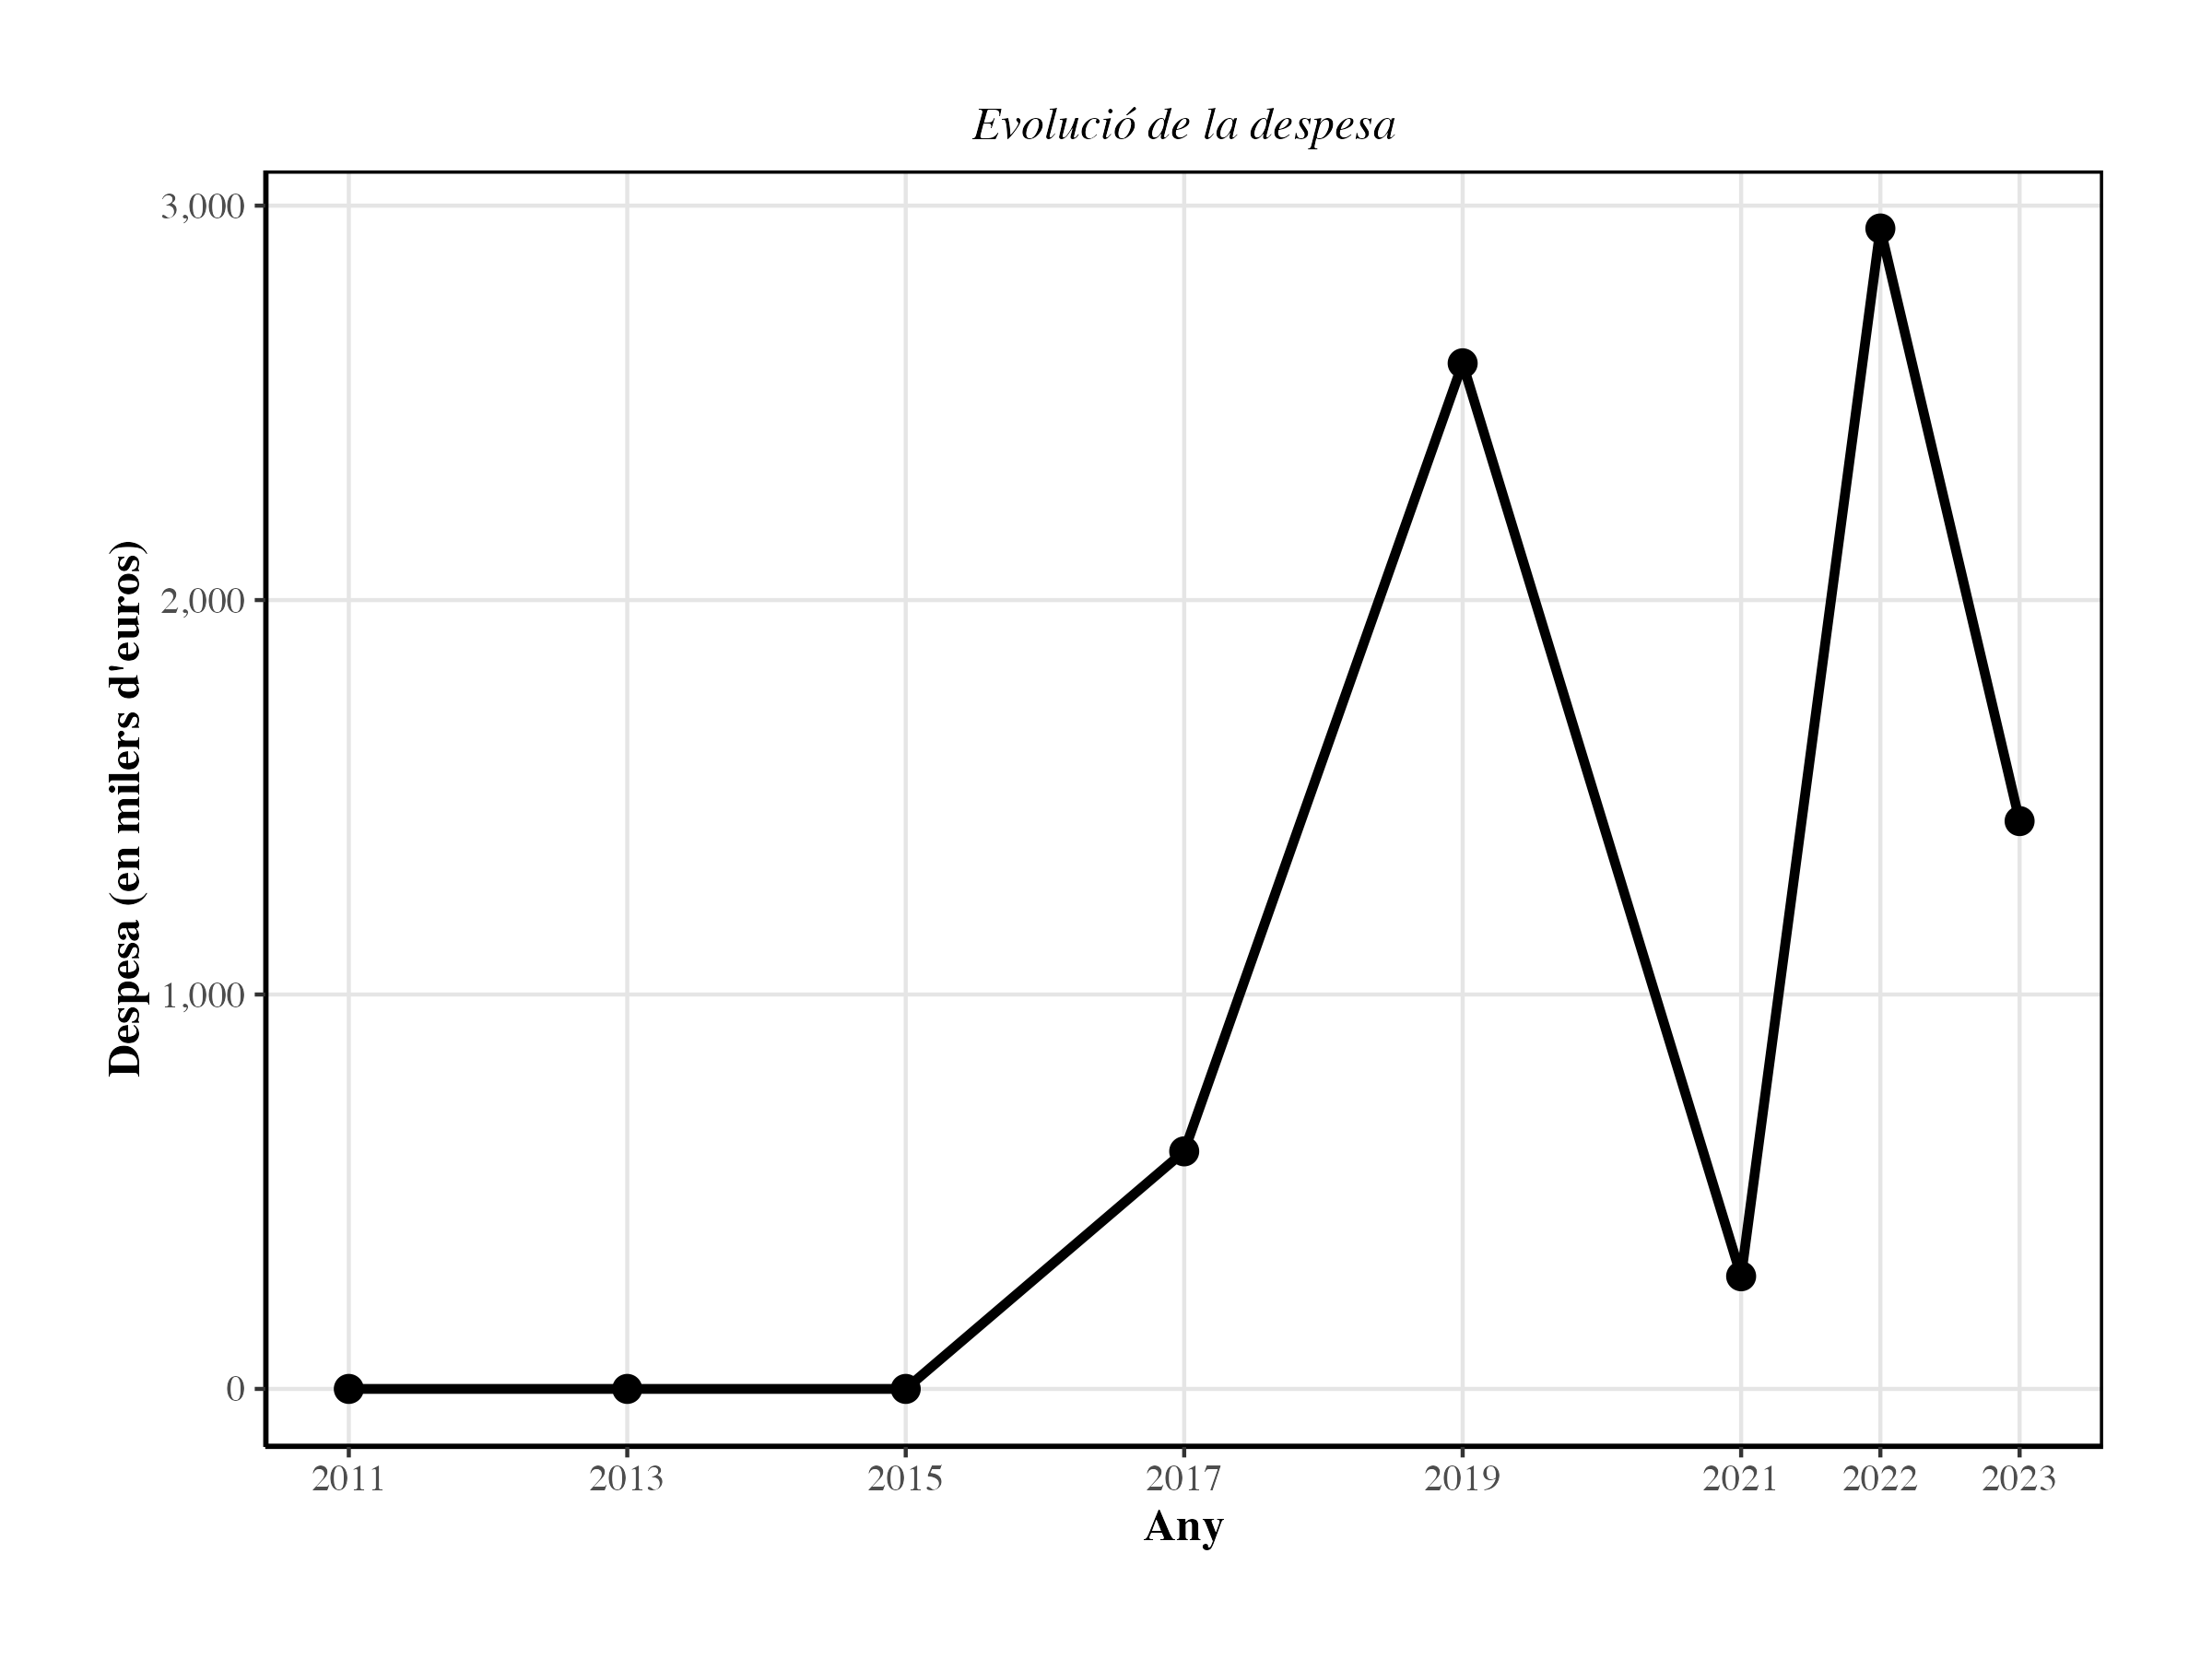 Evolució de la despesa
Despesa (en milers d'euros)
3,000
2,000
1,000
0
2011 2013 2015 2017 2019 2021 2022 2023
Any